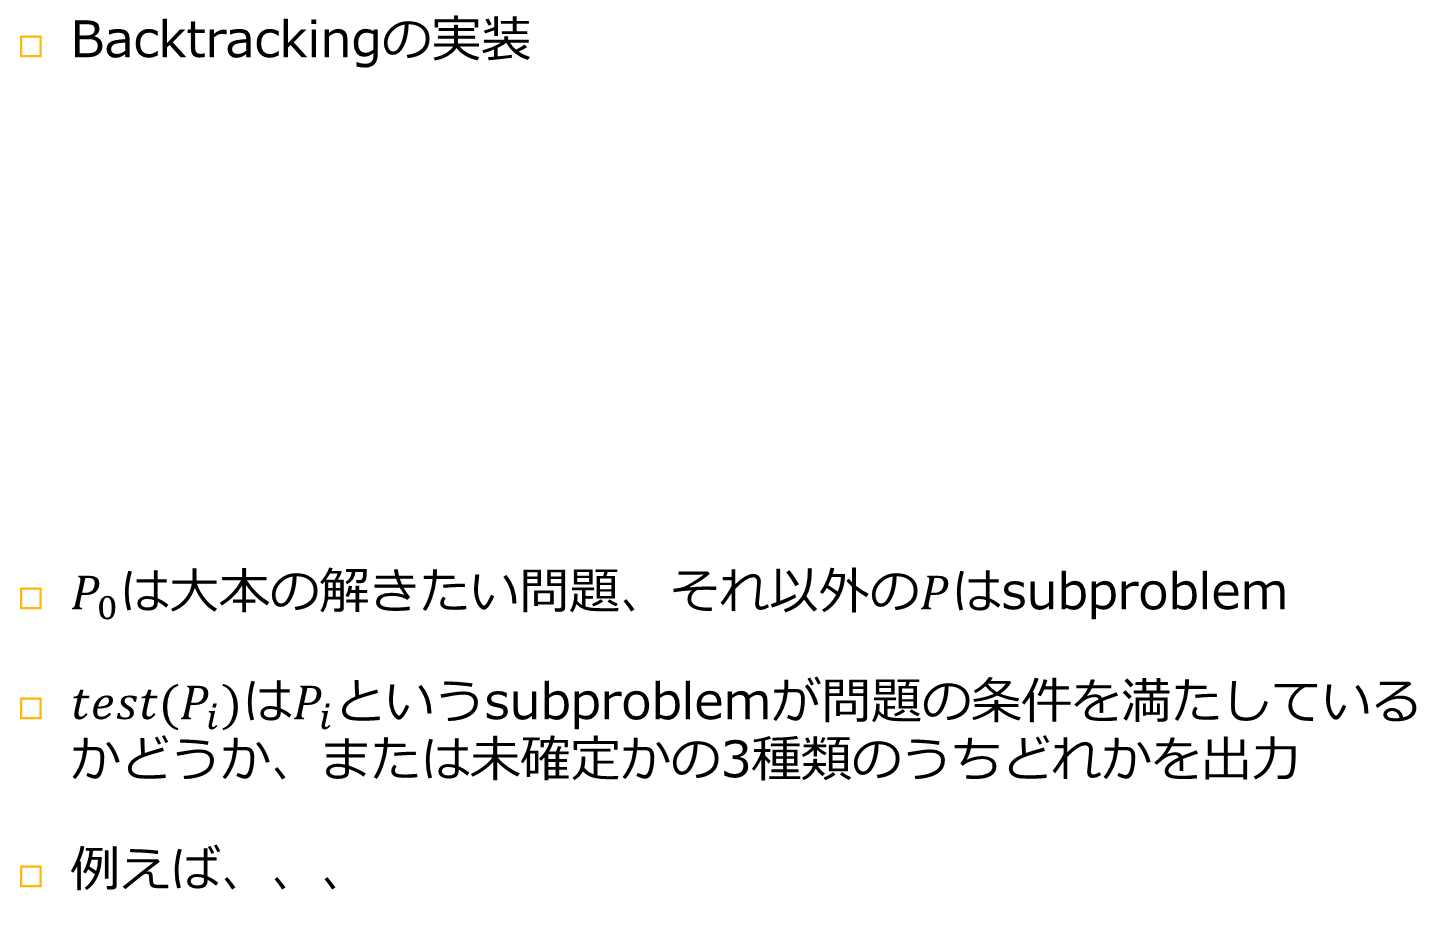 Backtrackingの実装
P₀は大本の解きたい問題、それ以外のPはsubproblem
test(Pᵢ)はPᵢというsubproblemが問題の条件を満たしている
かどうか、または未確定かの3種類のうちどれかを出力
例えば、、、